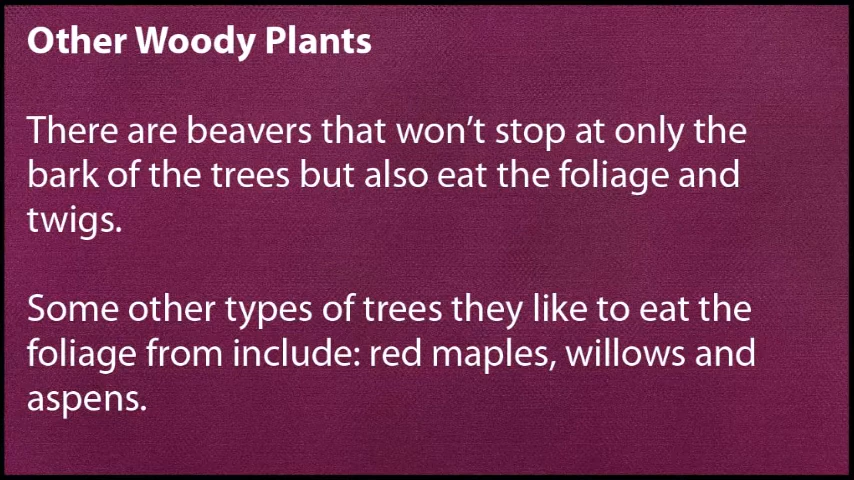 Other Woody Plants
There are beavers that won't stop at only the
bark of the trees but also eat the foliage and
twigs.
Some other types of trees they like to eat the
foliage from include: red maples, willows and
aspens.